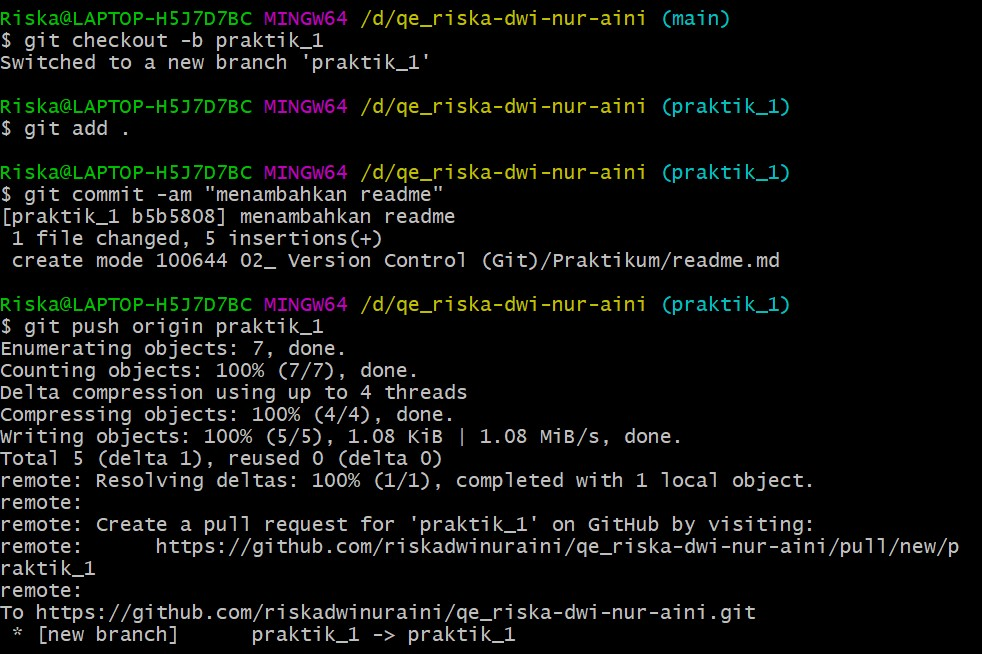 Riska@LAPTOP-H5J7D7BC MINGW64 /d/qe_riska-dwi-nur-aini (main)
$ git checkout -b praktik_1
Switched to a new branch 'praktik_1'
Riska@LAPTOP-H5J7D7BC MINGW64 /d/qe_riska-dwi-nur-aini (praktik_1)
$ git add .
Riska@LAPTOP-H5J7D7BC MINGW64 /d/qe_riska-dwi-nur-aini (praktik_1)
$ git commit -am "menambahkan readme"
[praktik_1 b5b5808] menambahkan readme
 1 file changed, 5 insertions(+)
 create mode 100644 02_ Version Control (Git)/Praktikum/readme.md
Riska@LAPTOP-H5J7D7BC MINGW64 /d/qe_riska-dwi-nur-aini (praktik_1)
$ git push origin praktik_1
Enumerating objects: 7, done.
Counting objects: 100% (7/7), done.
Delta compression using up to 4 threads
Compressing objects: 100% (4/4), done.
Writing objects: 100% (5/5), 1.08 KiB | 1.08 MiB/s, done.
Total 5 (delta 1), reused 0 (delta 0)
remote: Resolving deltas: 100% (1/1), completed with 1 local object.
remote:
remote: Create a pull request for 'praktik_1' on GitHub by visiting:
remote:      https://github.com/riskadwinuraini/qe_riska-dwi-nur-aini/pull/new/p
raktik_1
remote:
To https://github.com/riskadwinuraini/qe_riska-dwi-nur-aini.git
 * [new branch]      praktik_1 -> praktik_1